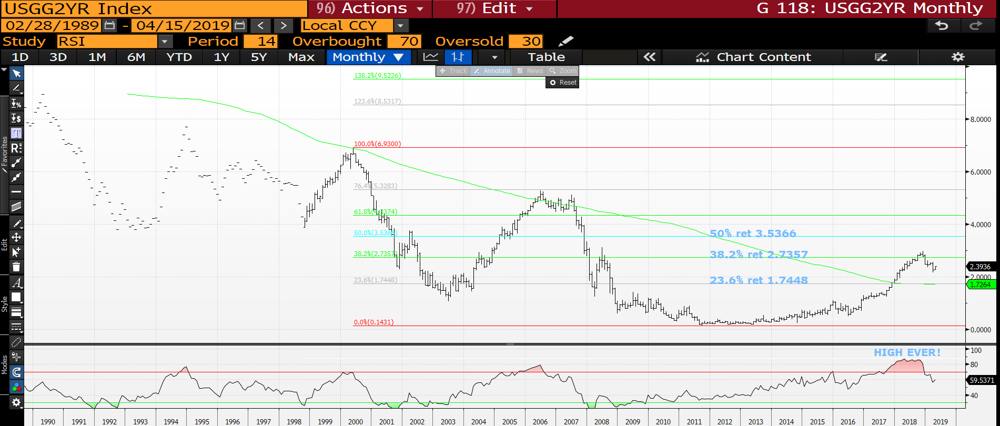 USGG2YR Index 96) Actions 97) Edit G 118: USGG2YR Monthly
02/28/1989 - 04/15/2019 < > Local CCY
Study RSI Period 14 Overbought 70 Oversold 30
1D 3D 1M 6M YTD 1Y 5Y Max Monthly Table Chart Content
Track Annotate News Zoom
Reset
138.2%(9.5226)
123.6%(8.5317)
100.0%(6.9300)
76.4%(5.3283)
61.8%(4.3374)
50.0%(3.5366)
38.2%(2.7357)
23.6%(1.7448)
0.0%(0.1431)
50% ret 3.5366
38.2% ret 2.7357
23.6% ret 1.7448
8.0000
6.0000
4.0000
2.3936
2.0000
1.7264
0.0000
HIGH EVER!
100
80
59.5371
40
Favorites
Edit
Style
Modes
%
$
T
R
A
1990 1991 1992 1993 1994 1995 1996 1997 1998 1999 2000 2001 2002 2003 2004 2005 2006 2007 2008 2009 2010 2011 2012 2013 2014 2015 2016 2017 2018 2019